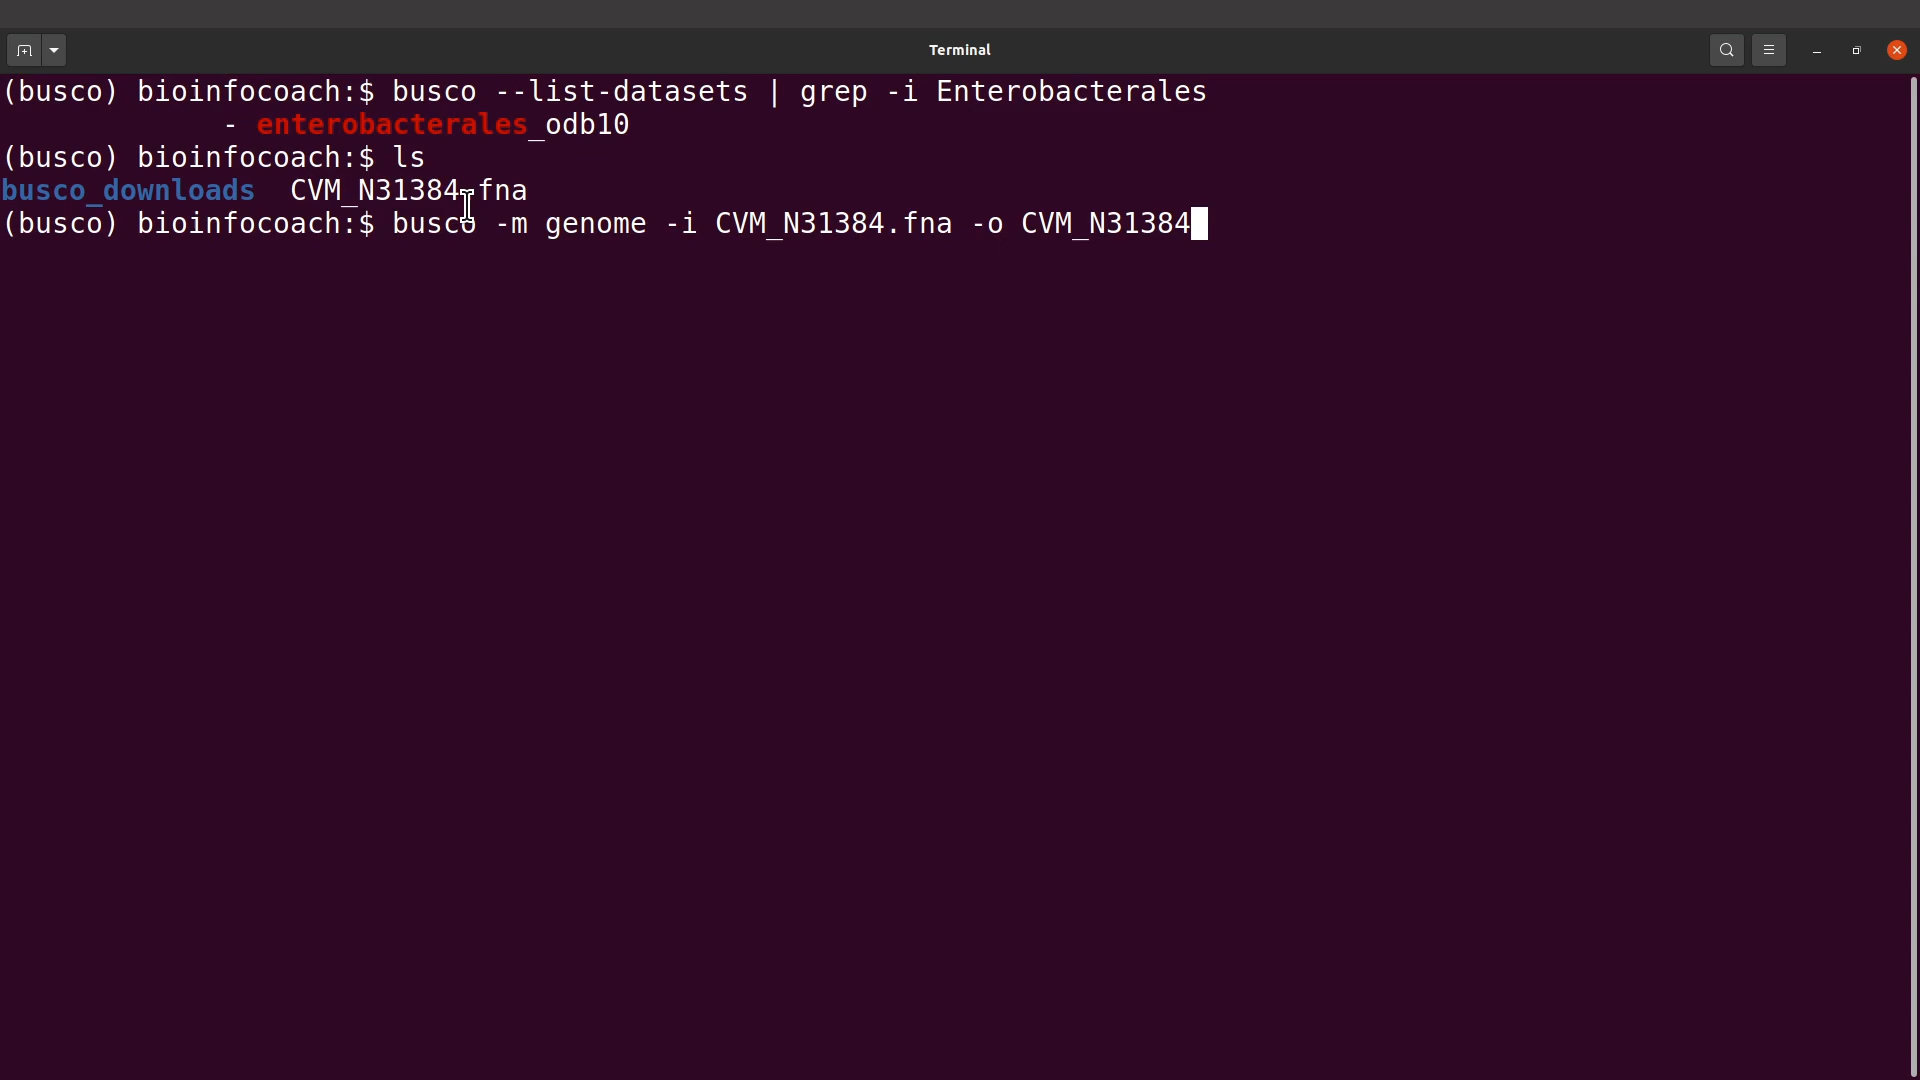 Terminal
(busco) bioinfocoach:$ busco --list-datasets | grep -i Enterobacterales
- enterobacterales_odb10
(busco) bioinfocoach:$ ls
busco_downloads  CVM_N31384.fna
(busco) bioinfocoach:$ busco -m genome -i CVM_N31384.fna -o CVM_N31384